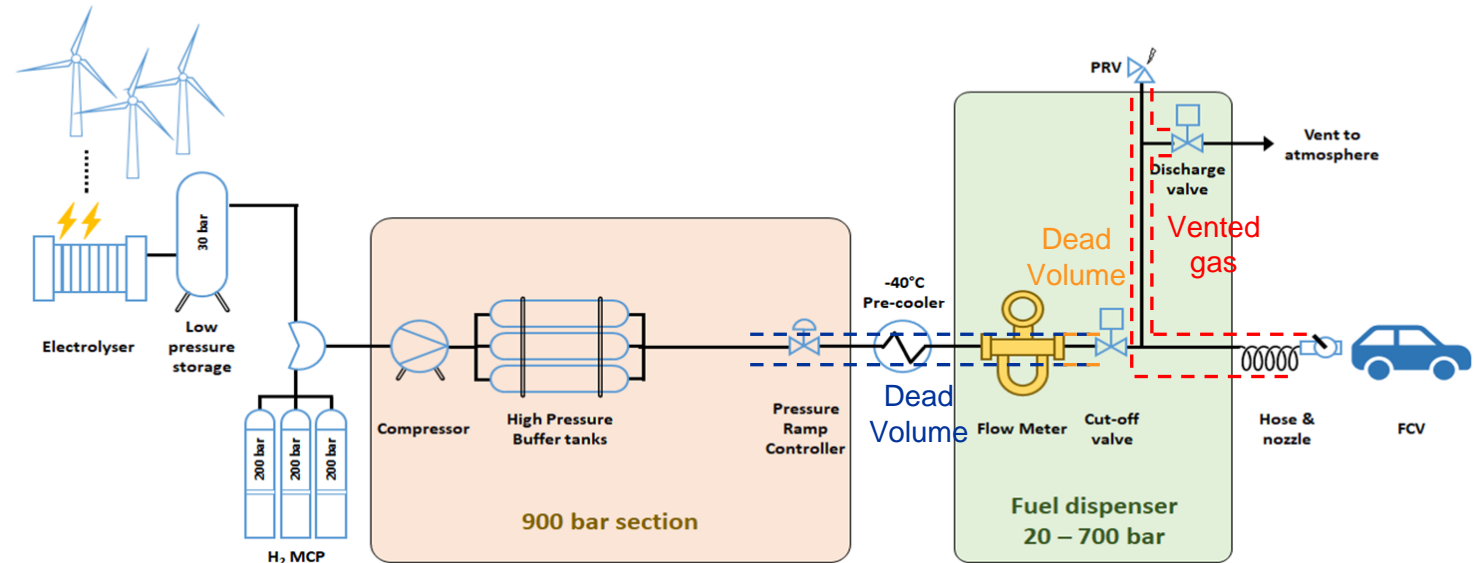 PRV
Vent to
atmosphere
Discharge
valve
30 bar
Dead
Volume
Vented
gas
-40°C
Pre-cooler
Electrolyser
Low
pressure
storage
Compressor
High Pressure
Buffer tanks
Pressure
Ramp
Controller
Dead
Volume
Flow Meter
Cut-off
valve
Hose &
nozzle
FCV
200 bar
200 bar
200 bar
900 bar section
Fuel dispenser
20 – 700 bar
H₂ MCP